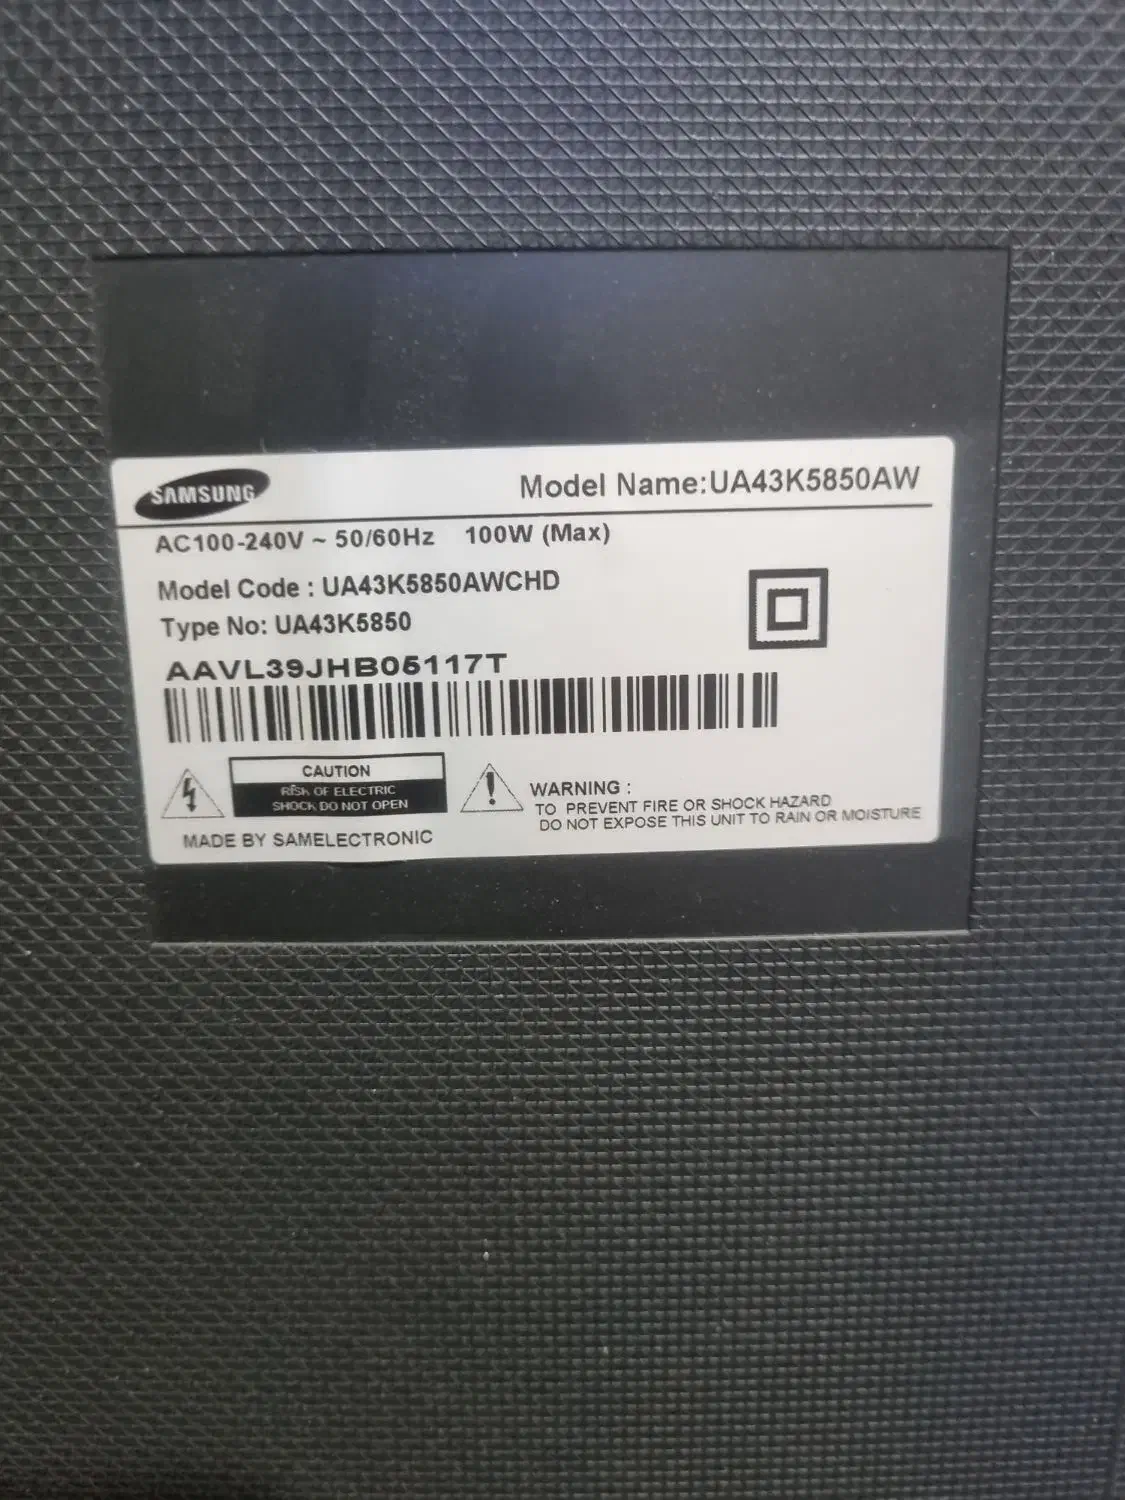 SAMSUNG
Model Name:UA43K5850AW
AC100-240V ~ 50/60Hz 100W (Max)
Model Code : UA43K5850AWCHD
Type No: UA43K5850
AAVL39JHB05117T
CAUTION
RISK OF ELECTRIC
SHOCK DO NOT OPEN
WARNING :
TO PREVENT FIRE OR SHOCK HAZARD
DO NOT EXPOSE THIS UNIT TO RAIN OR MOISTURE
MADE BY SAMELECTRONIC